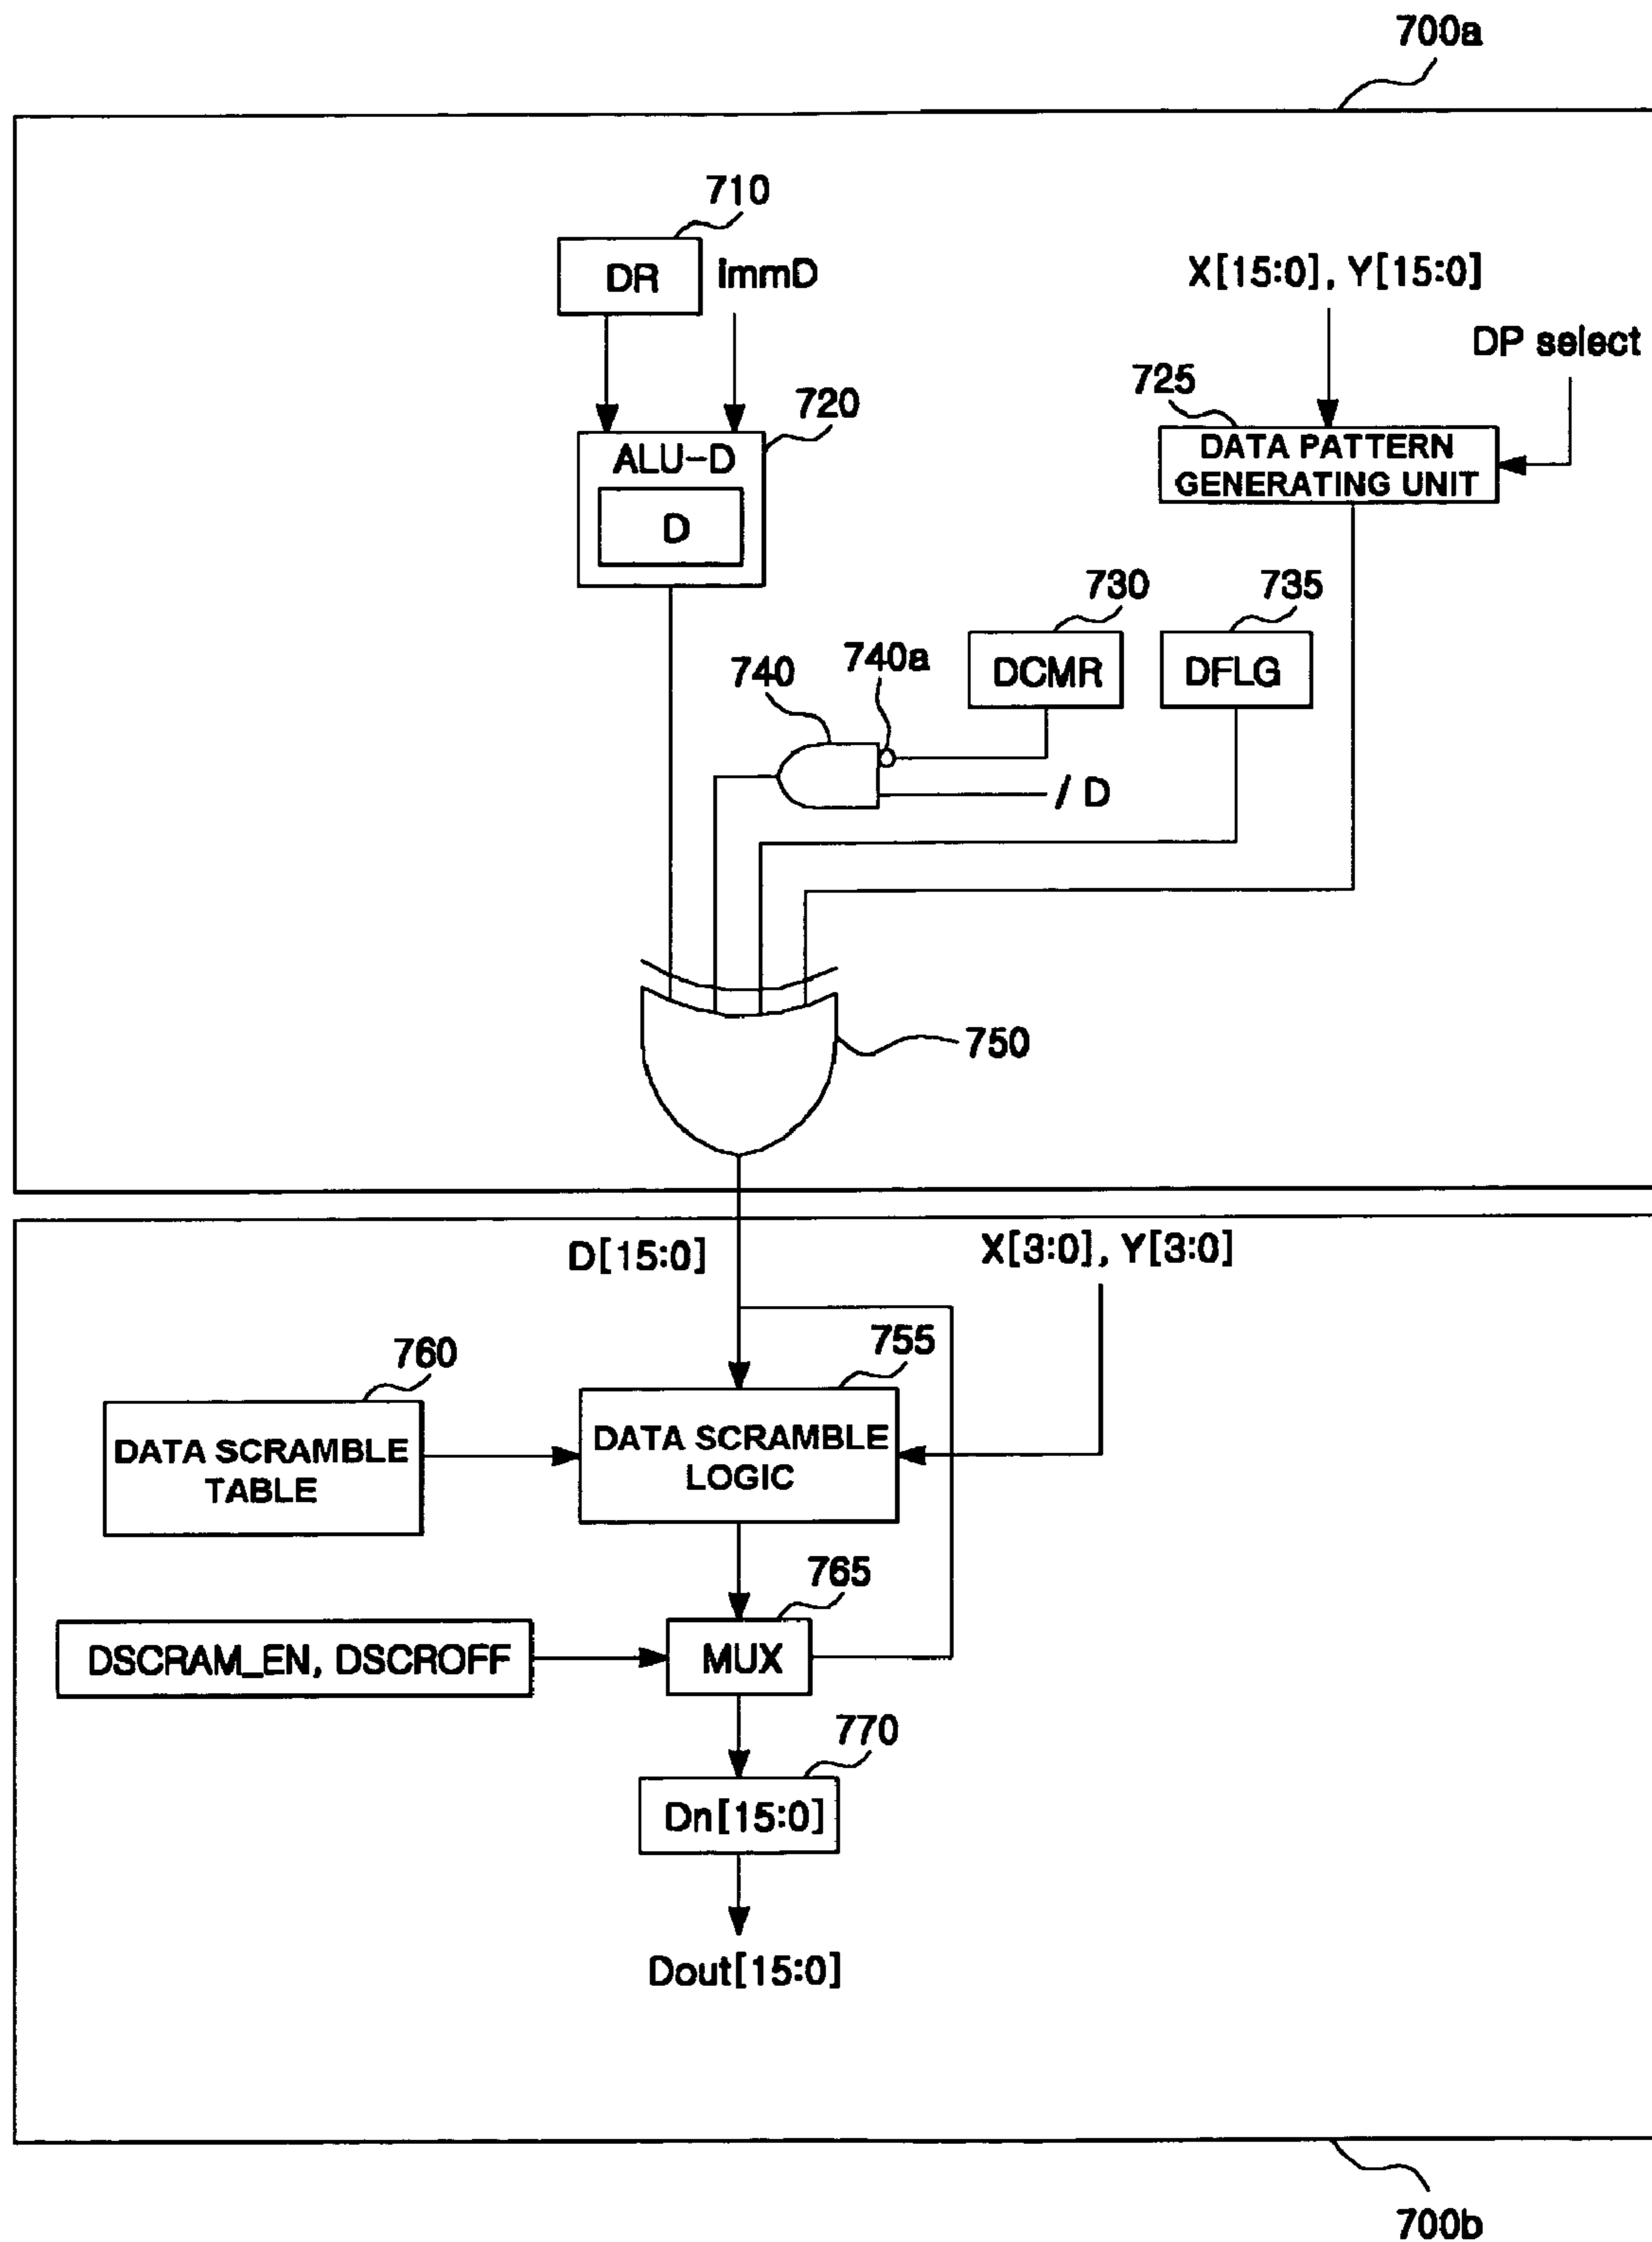 700a
710
DR
immD
X[15:0], Y[15:0]
DP select
725
720
DATA PATTERN
GENERATING UNIT
ALU-D
D
730
735
740
740a
DCMR
DFLG
/ D
750
D[15:0]
X[3:0], Y[3:0]
760
755
DATA SCRAMBLE
TABLE
DATA SCRAMBLE
LOGIC
765
DSCRAM_EN, DSCROFF
MUX
770
Dn[15:0]
Dout[15:0]
700b